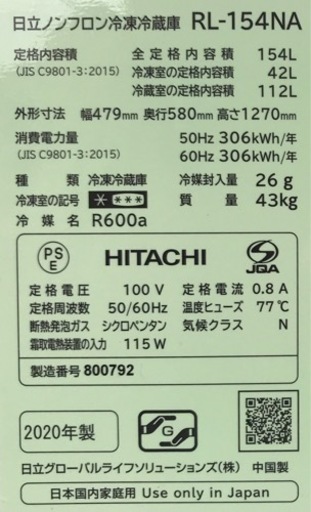 日立ノンフロン冷凍冷蔵庫 RL-154NA
定格内容積 全定格内容積 154L
(JIS C9801-3:2015) 冷凍室の定格内容積 42L
冷蔵室の定格内容積 112L
外形寸法 幅479mm 奥行580mm 高さ1270mm
消費電力量 50Hz 306kWh/年
(JIS C9801-3:2015) 60Hz 306kWh/年
種類 冷凍冷蔵庫 冷媒封入量 26g
冷凍室の記号 * *** 質量 43kg
冷媒名 R600a
PS E HITACHI JQA
定格電圧 100V 定格電流 0.8A
定格周波数 50/60Hz 温度ヒューズ 77℃
断熱発泡ガス シクロペンタン 気候クラス N
霜取電熱装置の入力 115W
製造番号 800792
2020年製 G
日立グローバルライフソリューションズ(株) 中国製
日本国内家庭用 Use only in Japan